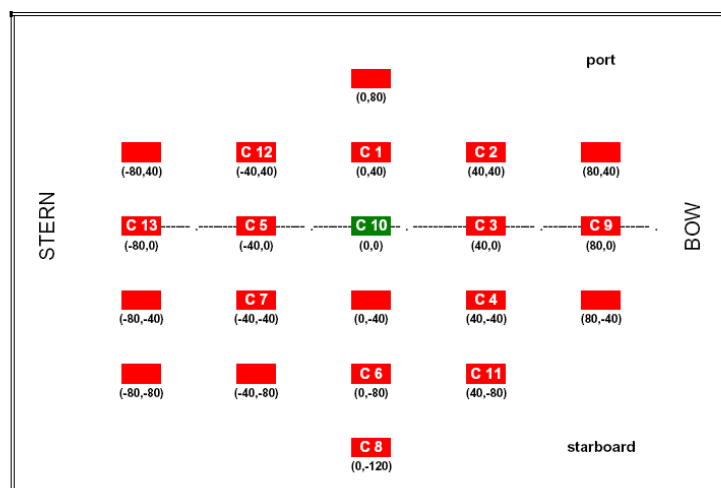 port
(0,80)
C 12 C 1 C 2
(-80,40) (-40,40) (0,40) (40,40) (80,40)
STERN C 13 C 5 C 10 C 3 C 9 BOW
(-80,0) (-40,0) (0,0) (40,0) (80,0)
C 7 C 4
(-80,-40) (-40,-40) (0,-40) (40,-40) (80,-40)
C 6 C 11
(-80,-80) (-40,-80) (0,-80) (40,-80)
C 8 starboard
(0,-120)